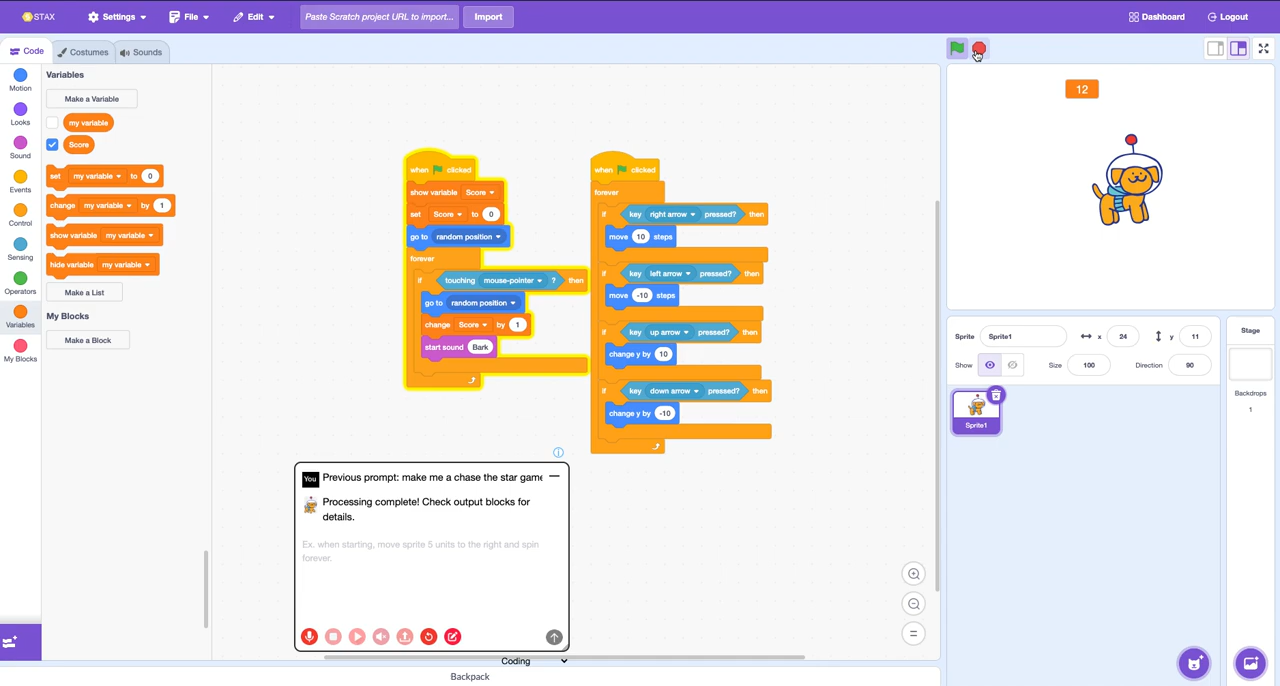 STAX
Settings
File
Edit
Paste Scratch project URL to import...
Import
Dashboard
Logout
Code
Costumes
Sounds
Motion
Looks
Sound
Events
Control
Sensing
Operators
Variables
My Blocks
Variables
Make a Variable
my variable
Score
set my variable to 0
change my variable by 1
show variable my variable
hide variable my variable
Make a List
My Blocks
Make a Block
when clicked
show variable Score
set Score to 0
go to random position
forever
if touching mouse-pointer ? then
go to random position
change Score by 1
start sound Bark
when clicked
forever
if key right arrow pressed? then
move 10 steps
if key left arrow pressed? then
move -10 steps
if key up arrow pressed? then
change y by 10
if key down arrow pressed? then
change y by -10
You Previous prompt: make me a chase the star game
Processing complete! Check output blocks for
details.
Ex. when starting, move sprite 5 units to the right and spin
forever.
Coding
Backpack
12
Sprite Sprite1 x 24 y 11
Show Size 100 Direction 90
Sprite1
Stage
Backdrops
1